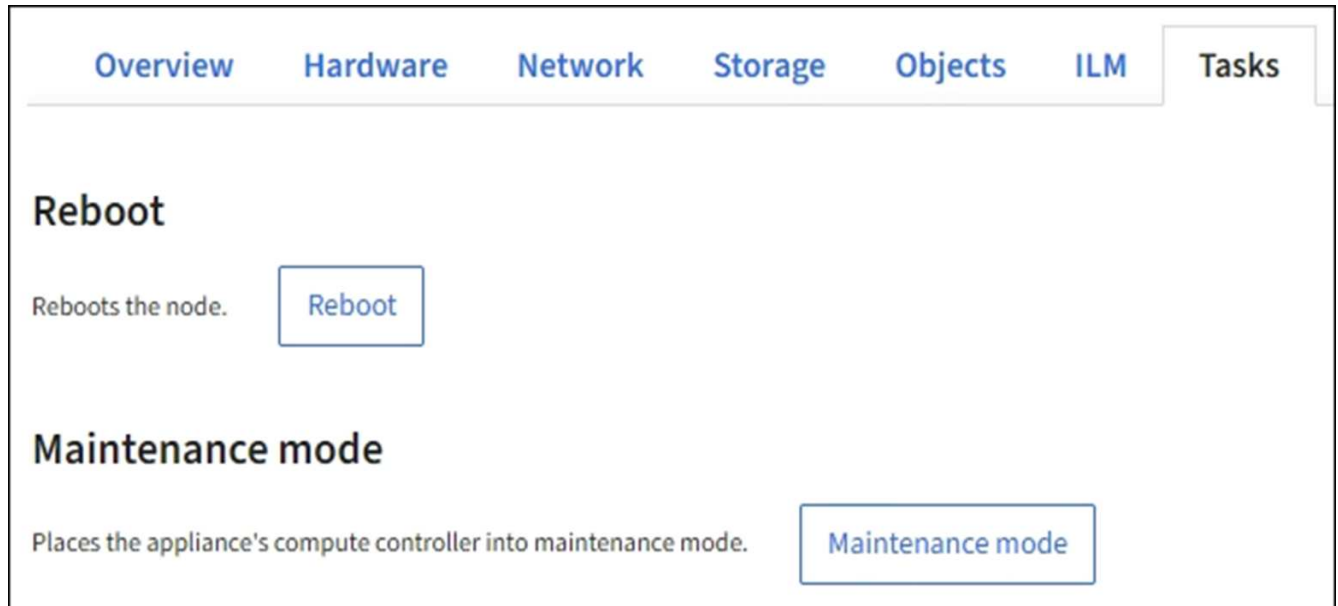 Overview Hardware Network Storage Objects ILM Tasks
Reboot
Reboots the node. Reboot
Maintenance mode
Places the appliance's compute controller into maintenance mode. Maintenance mode